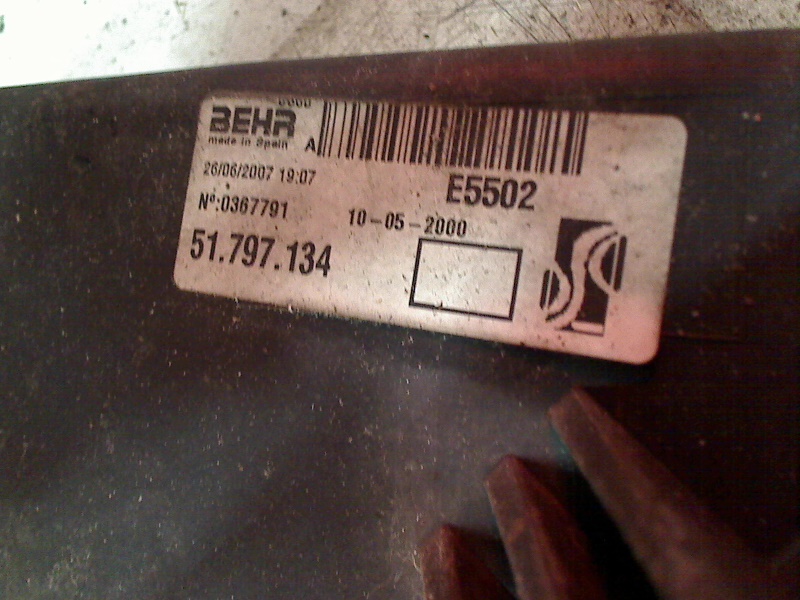 BEHR
made in Spain
A
26/06/2007 19:07
E5502
Nº:0367791
10-05-2000
51.797.134